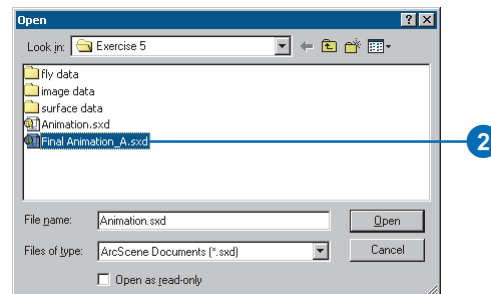 Open
Look in: Exercise 5
fly data
image data
surface data
Animation.sxd
Final Animation_A.sxd
2
File name: Animation.sxd Open
Files of type: ArcScene Documents (*.sxd) Cancel
Open as read-only